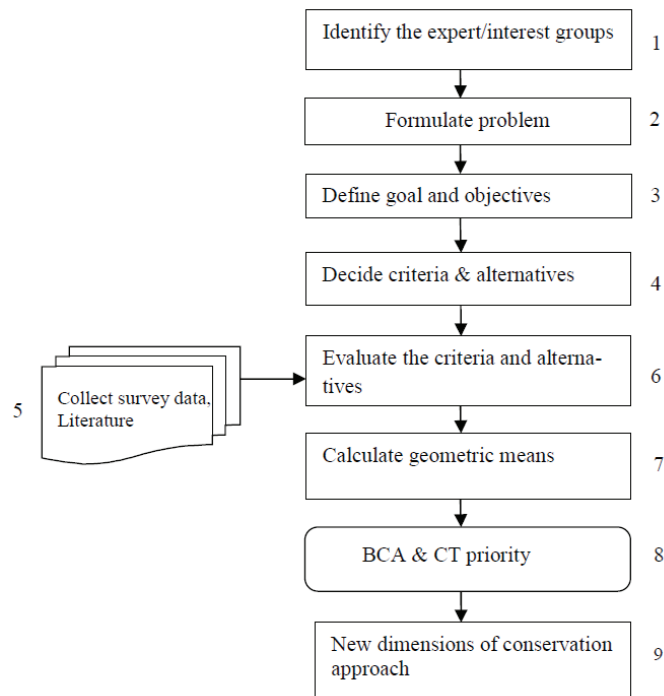 Identify the expert/interest groups
1
Formulate problem
2
Define goal and objectives
3
Decide criteria & alternatives
4
5
Collect survey data,
Literature
Evaluate the criteria and alterna-
tives
6
Calculate geometric means
7
BCA & CT priority
8
New dimensions of conservation
approach
9